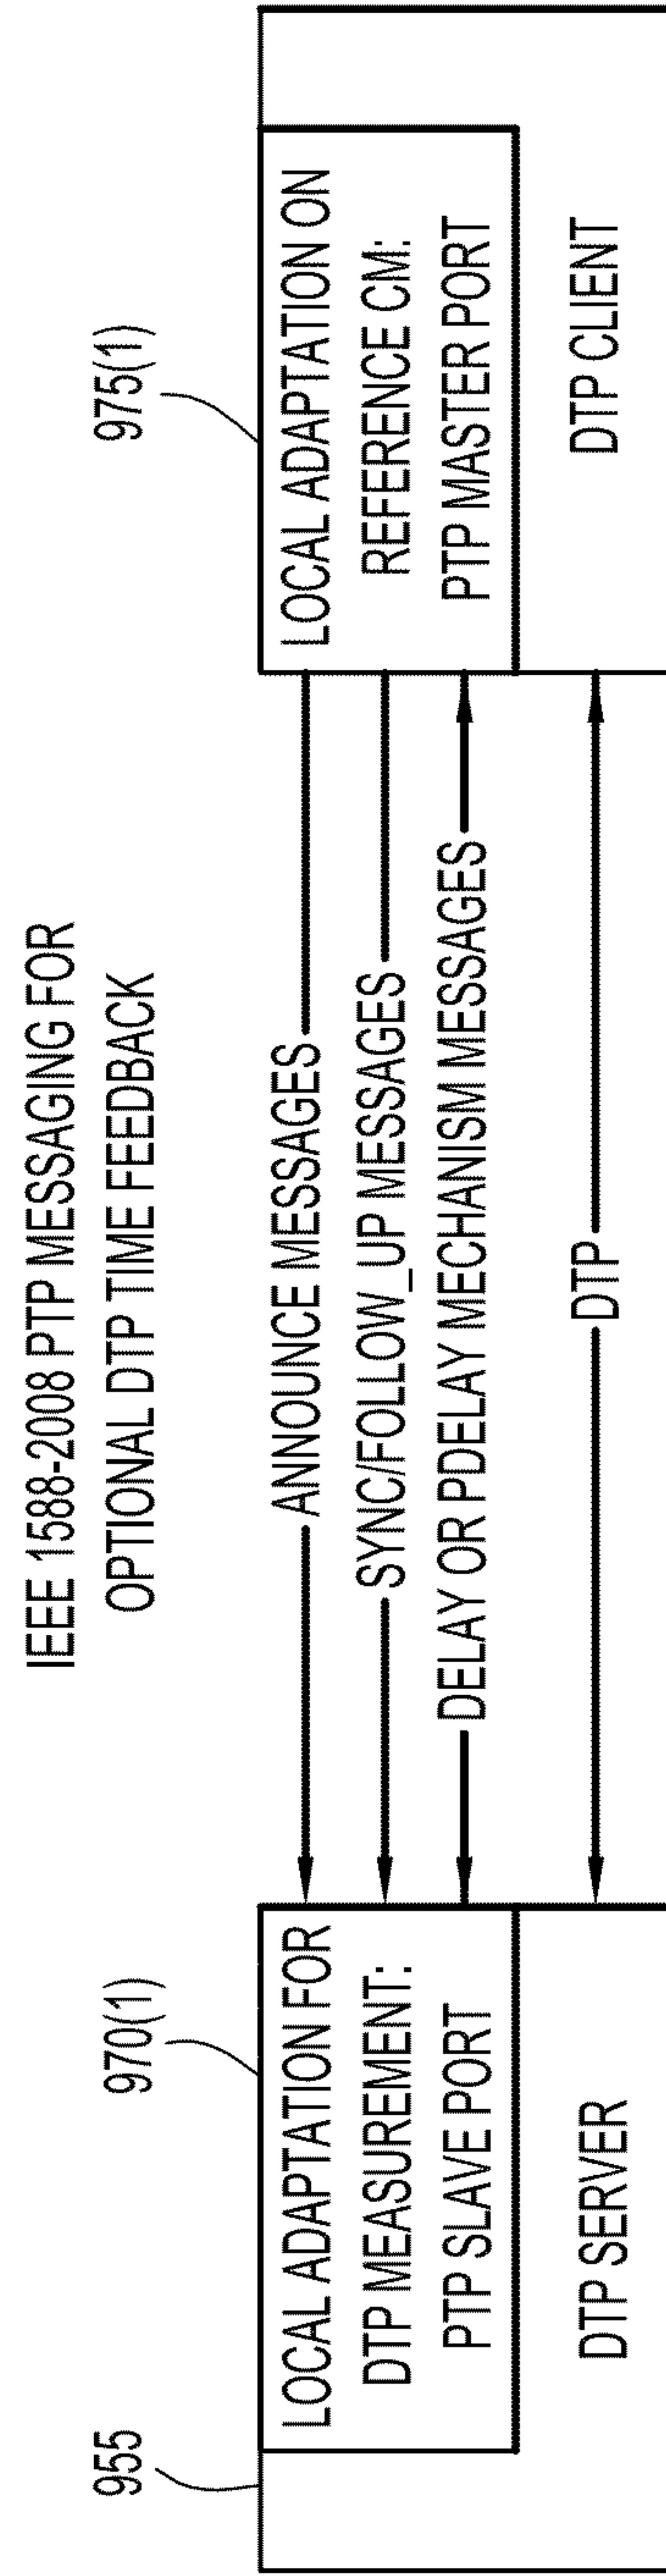 IEEE 1588-2008 PTP MESSAGING FOR
OPTIONAL DTP TIME FEEDBACK
955
970(1)
975(1)
LOCAL ADAPTATION FOR
DTP MEASUREMENT:
PTP SLAVE PORT
DTP SERVER
ANNOUNCE MESSAGES
SYNC/FOLLOW_UP MESSAGES
DELAY OR PDELAY MECHANISM MESSAGES
DTP
LOCAL ADAPTATION ON
REFERENCE CM:
PTP MASTER PORT
DTP CLIENT